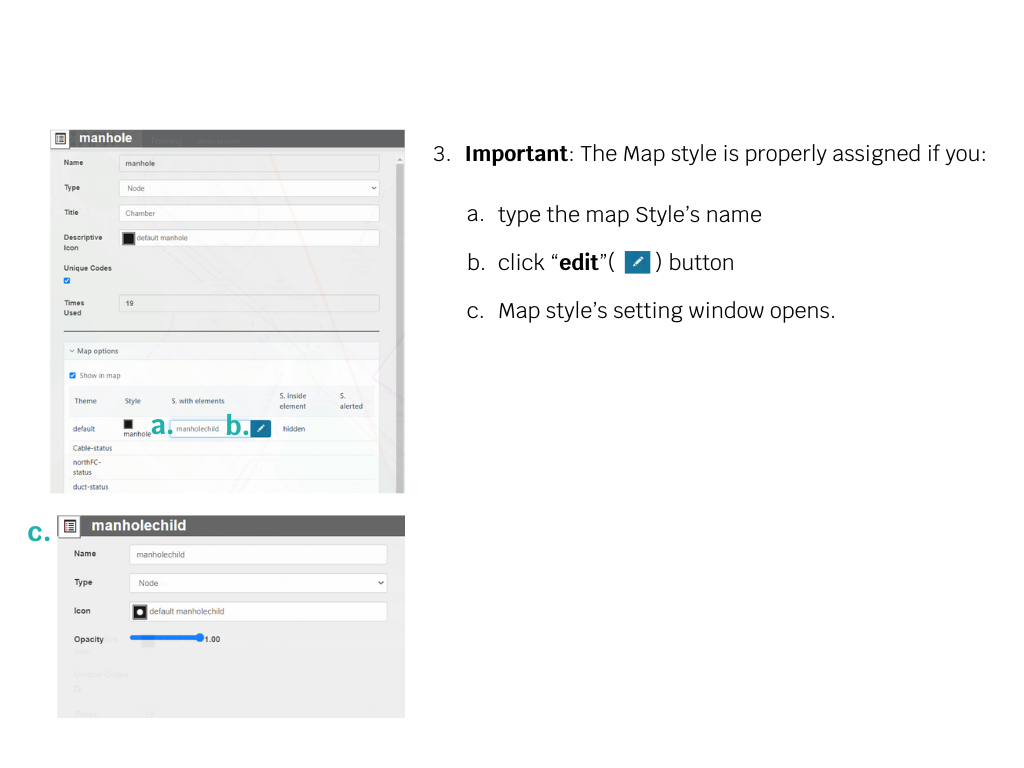 manhole
Name
manhole
Type
Node
Title
Chamber
Descriptive
Icon
default manhole
Unique Codes
Times
Used
19
Map options
Show in map
Theme
Style
S. with elements
S. inside
element
S.
alerted
default
manhole
a.
manholechild
b.
hidden
Cable-status
northFC-
status
duct-status
c.
manholechild
Name
manholechild
Type
Node
Icon
default manholechild
Opacity
1.00
3. Important: The Map style is properly assigned if you:
a. type the map Style’s name
b. click “edit”( ) button
c. Map style’s setting window opens.